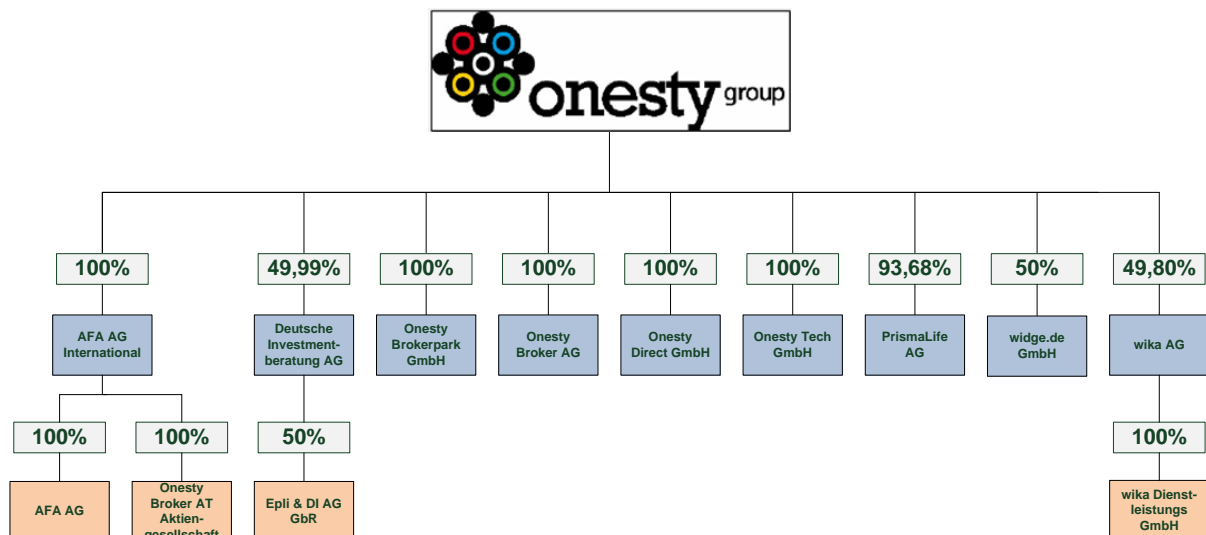 onesty group
100%
49,99%
100%
100%
100%
100%
93,68%
50%
49,80%
AFA AG
International
Deutsche
Investment-
beratung AG
Onesty
Brokerpark
GmbH
Onesty
Broker AG
Onesty
Direct GmbH
Onesty Tech
GmbH
PrismaLife
AG
widge.de
GmbH
wika AG
100%
100%
50%
100%
AFA AG
Onesty
Broker AT
Aktien-
gesellschaft
Epli & DI AG
GbR
wika Dienst-
leistungs
GmbH